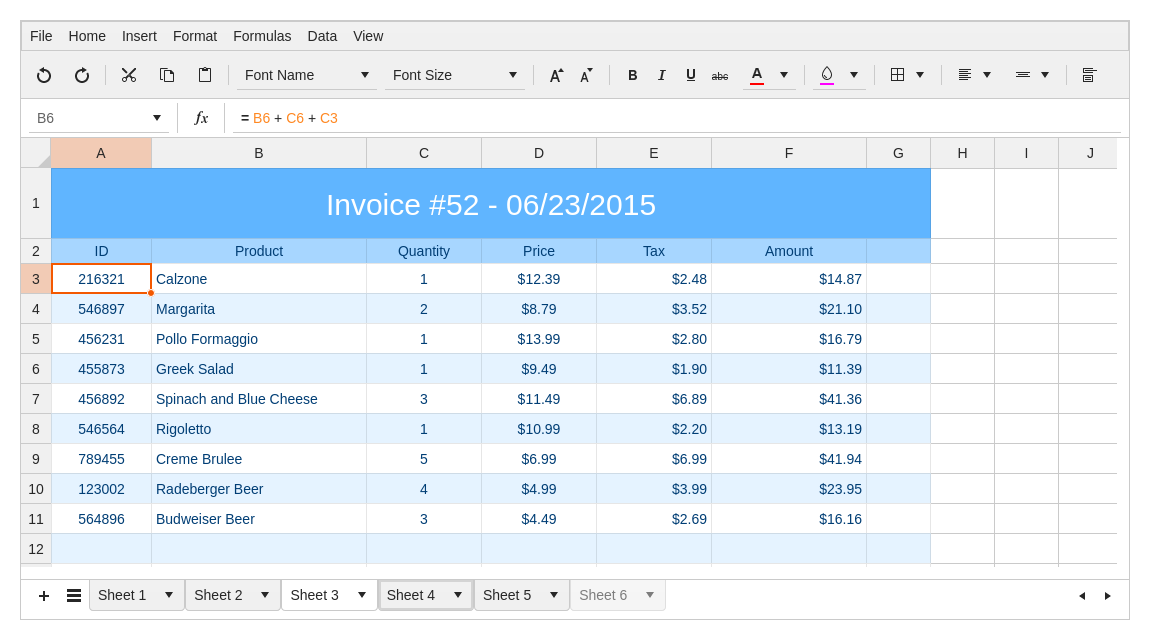 File Home Insert Format Formulas Data View
Font Name Font Size A A B I U abc A
B6 fx = B6 + C6 + C3
A B C D E F G H I J
1 Invoice #52 - 06/23/2015
2 ID Product Quantity Price Tax Amount
3 216321 Calzone 1 $12.39 $2.48 $14.87
4 546897 Margarita 2 $8.79 $3.52 $21.10
5 456231 Pollo Formaggio 1 $13.99 $2.80 $16.79
6 455873 Greek Salad 1 $9.49 $1.90 $11.39
7 456892 Spinach and Blue Cheese 3 $11.49 $6.89 $41.36
8 546564 Rigoletto 1 $10.99 $2.20 $13.19
9 789455 Creme Brulee 5 $6.99 $6.99 $41.94
10 123002 Radeberger Beer 4 $4.99 $3.99 $23.95
11 564896 Budweiser Beer 3 $4.49 $2.69 $16.16
12
Sheet 1 Sheet 2 Sheet 3 Sheet 4 Sheet 5 Sheet 6